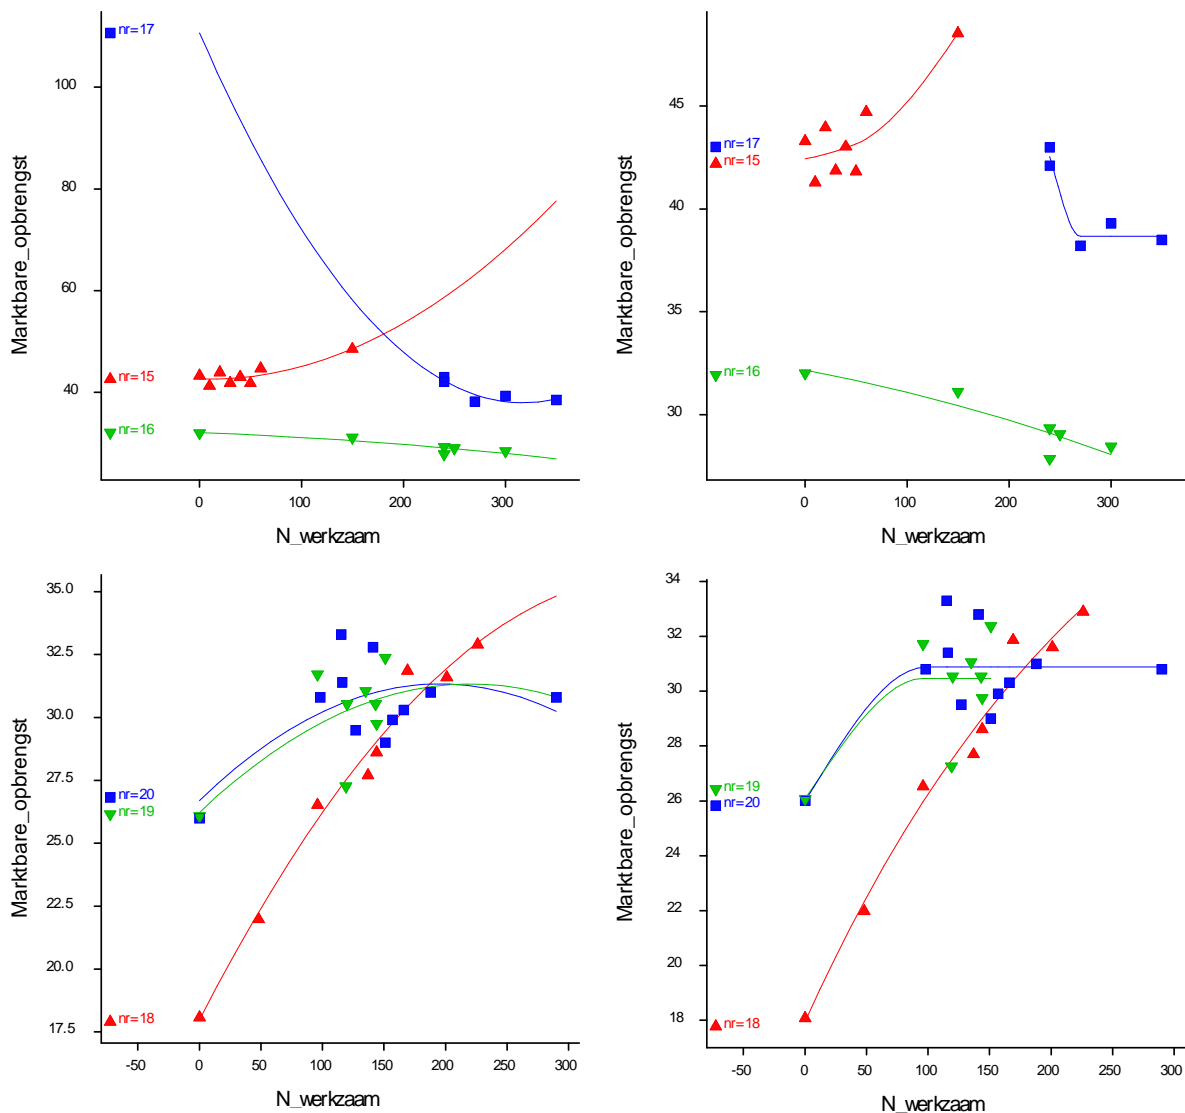 nr=17
100
80
60
40
nr=15
nr=16
Marktbare_opbrengst
0
100
200
300
N_werkzaam
45
40
35
30
nr=17
nr=15
nr=16
Marktbare_opbrengst
0
100
200
300
N_werkzaam
35.0
32.5
30.0
27.5
25.0
22.5
20.0
17.5
nr=20
nr=19
nr=18
Marktbare_opbrengst
-50
0
50
100
150
200
250
300
N_werkzaam
34
32
30
28
26
24
22
20
18
nr=19
nr=20
nr=18
Marktbare_opbrengst
-50
0
50
100
150
200
250
300
N_werkzaam